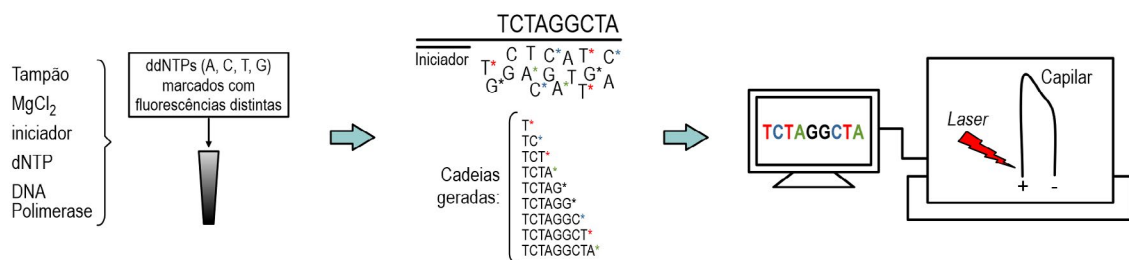 Tampão
MgCl₂
iniciador
dNTP
DNA
Polimerase
ddNTPs (A, C, T, G)
marcados com
fluorescências distintas
TCTAGGCTA
Iniciador
T* C T C* A T* C*
G* G A* G T G* A
C* A* T*
Cadeias
geradas:
T*
TC*
TCT*
TCTA*
TCTAG*
TCTAGG*
TCTAGGC*
TCTAGGCT*
TCTAGGCTA*
TCTAGGCTA
Capilar
Laser
+ -